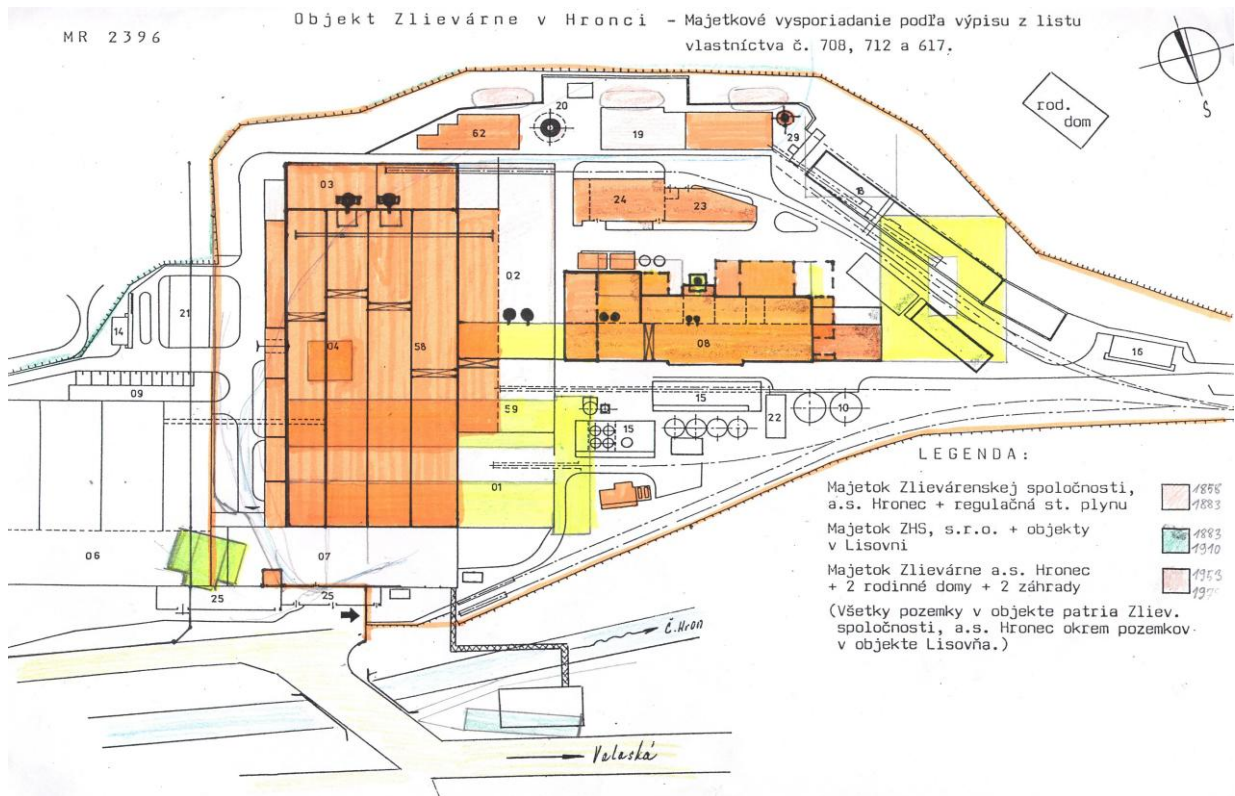 MR 2396
Objekt Zlievárne v Hronci – Majetkové vysporiadanie podľa výpisu z listu
vlastníctva č. 708, 712 a 617.
S
rod.
dom
20
62
19
29
03
24
23
18
02
21
14
04
58
08
16
09
59
15
15
22
10
01
06
07
25
25
LEGENDA:
Majetok Zlievárenskej spoločnosti,
a.s. Hronec + regulačná st. plynu
1858
1883
Majetok ZHS, s.r.o. + objekty
v Lisovni
1883
1910
Majetok Zlievárne a.s. Hronec
+ 2 rodinné domy + 2 záhrady
1953
(Všetky pozemky v objekte patria Zliev.
spoločnosti, a.s. Hronec okrem pozemkov
v objekte Lisovňa.)
Č. Hron
Valaská